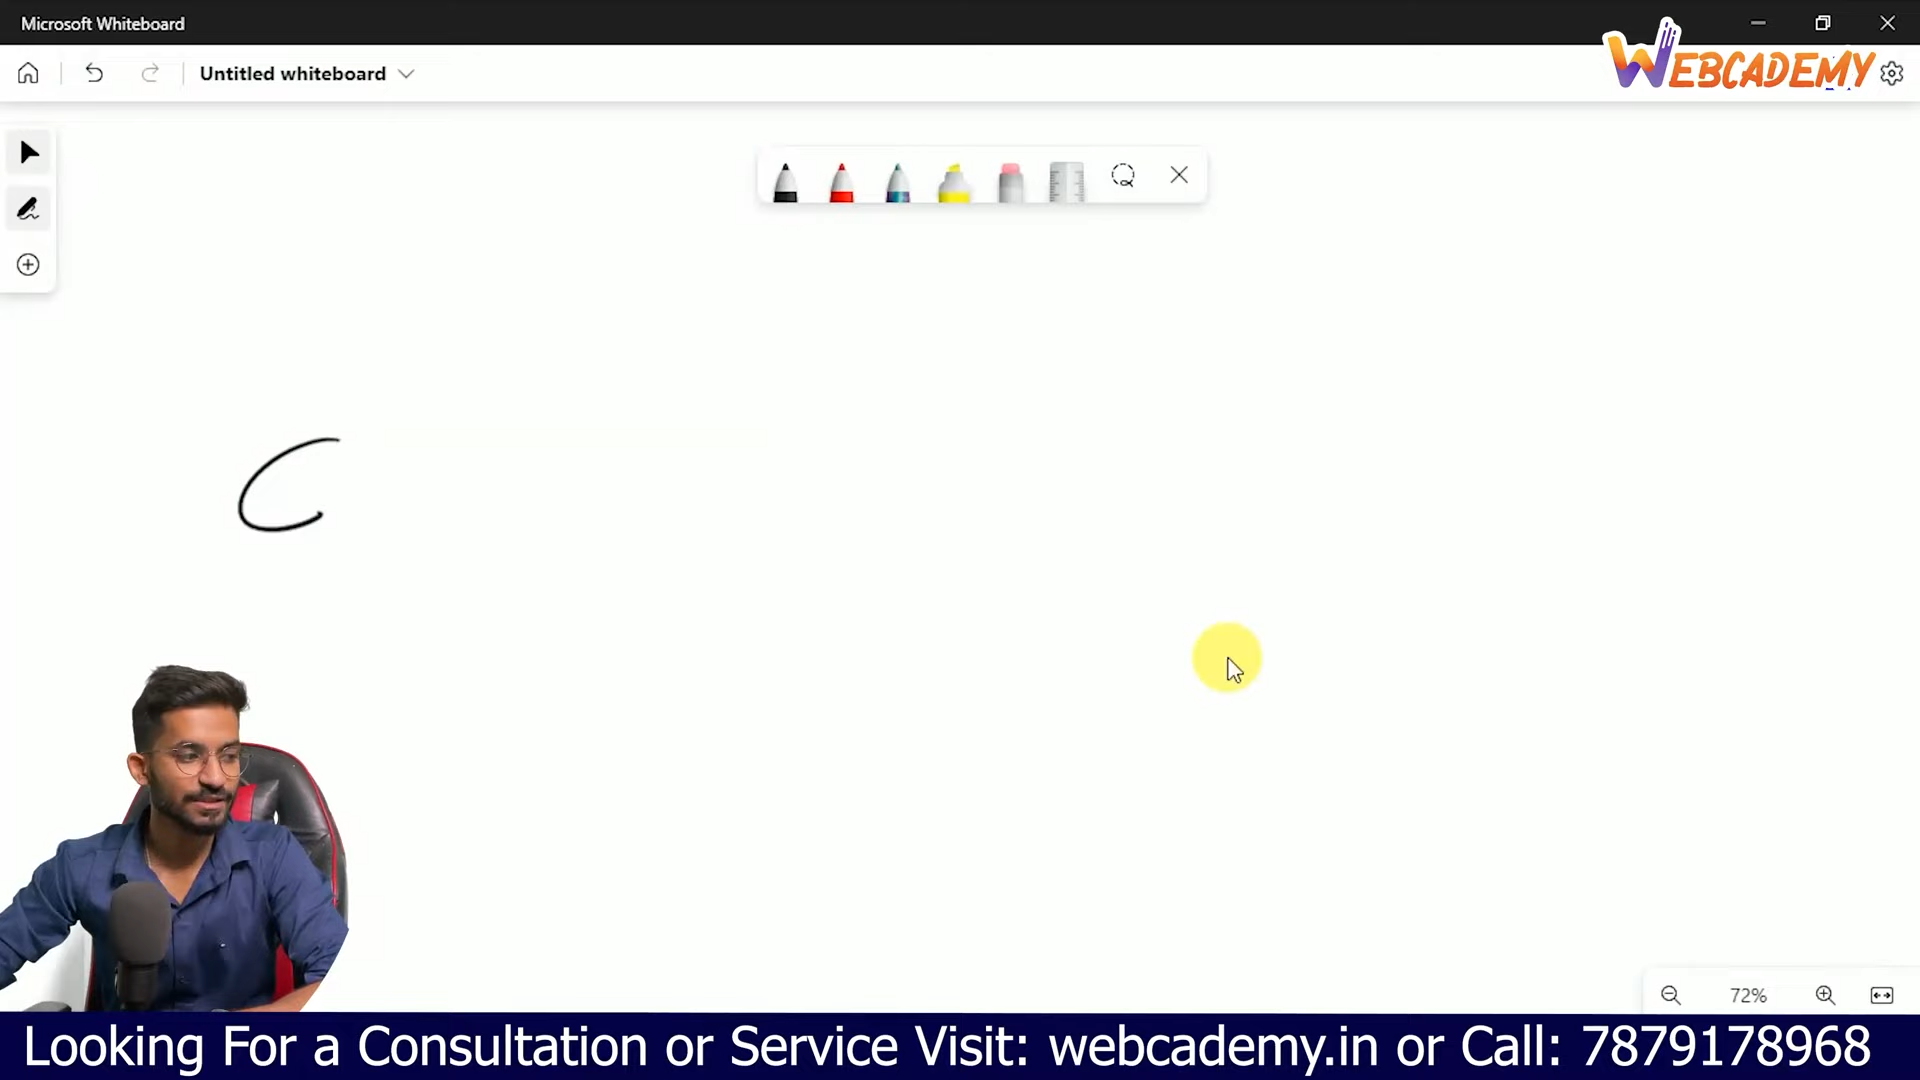 Microsoft Whiteboard
WEBCADEMY
Untitled whiteboard
C
72%
Looking For a Consultation or Service Visit: webcademy.in or Call: 7879178968